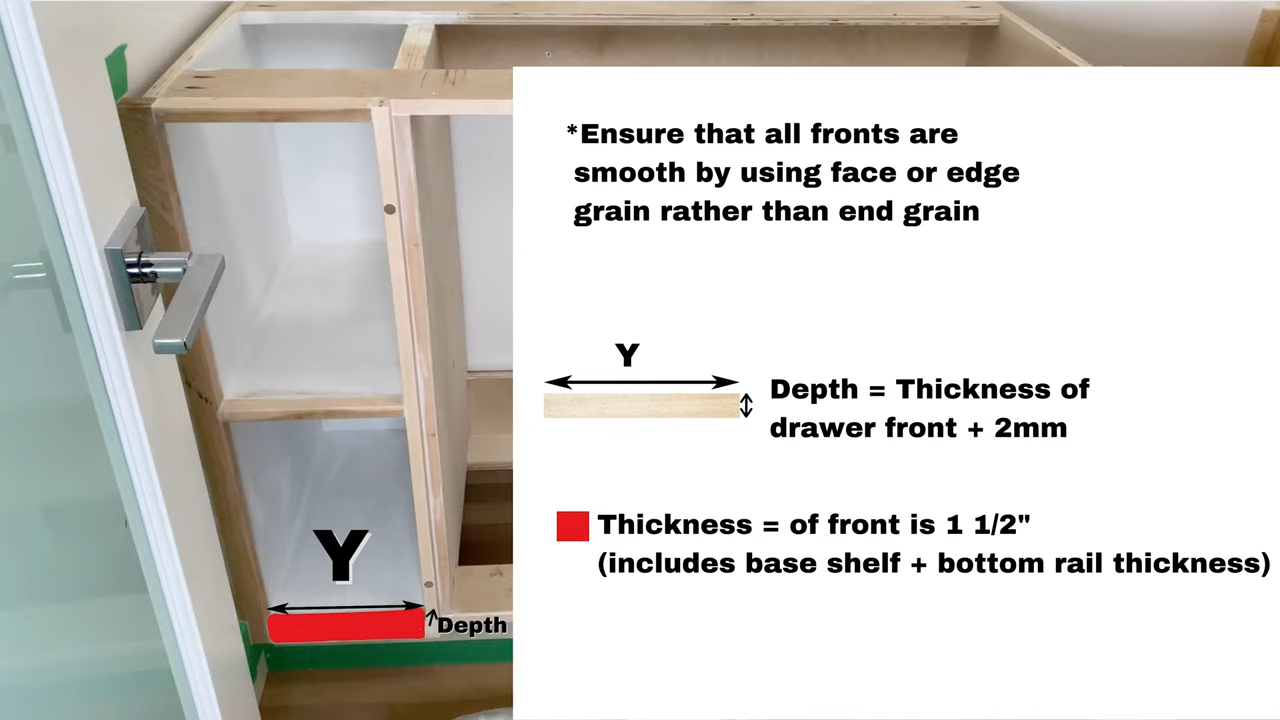 *Ensure that all fronts are
smooth by using face or edge
grain rather than end grain
Y
Depth = Thickness of
drawer front + 2mm
Thickness = of front is 1 1/2"
(includes base shelf + bottom rail thickness)
Y
Depth